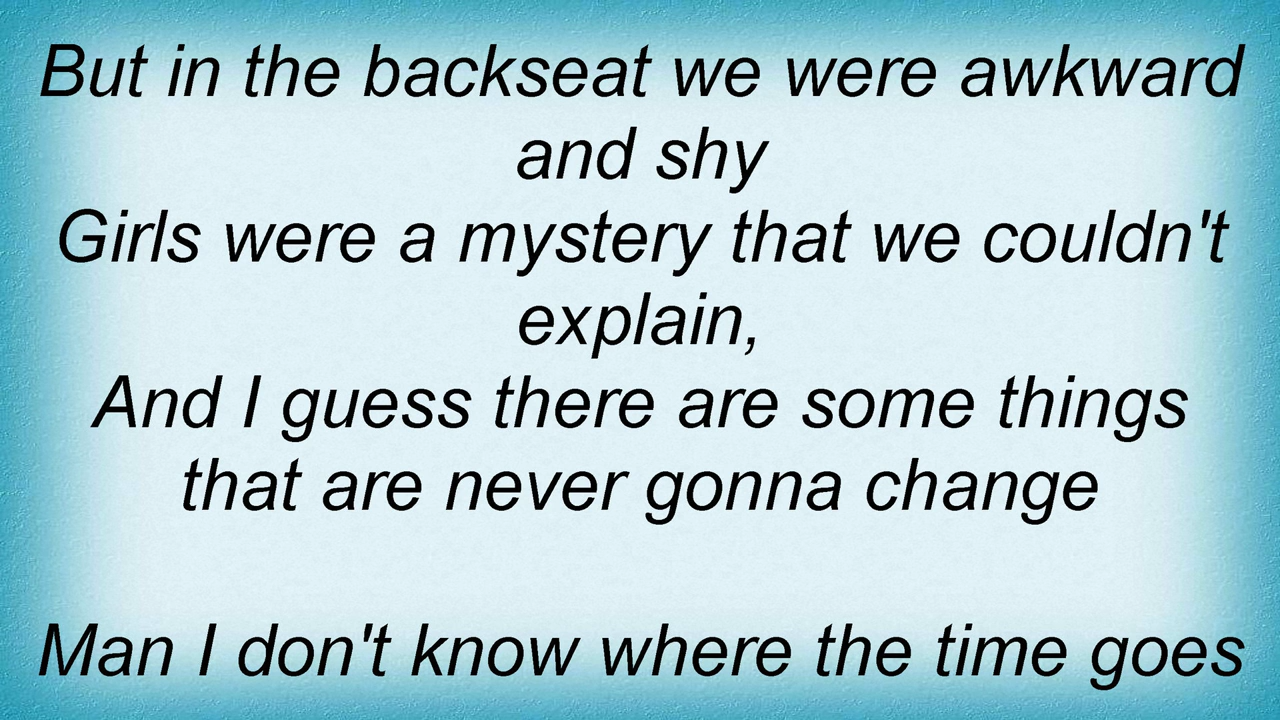 But in the backseat we were awkward
and shy
Girls were a mystery that we couldn't
explain,
And I guess there are some things
that are never gonna change
Man I don't know where the time goes